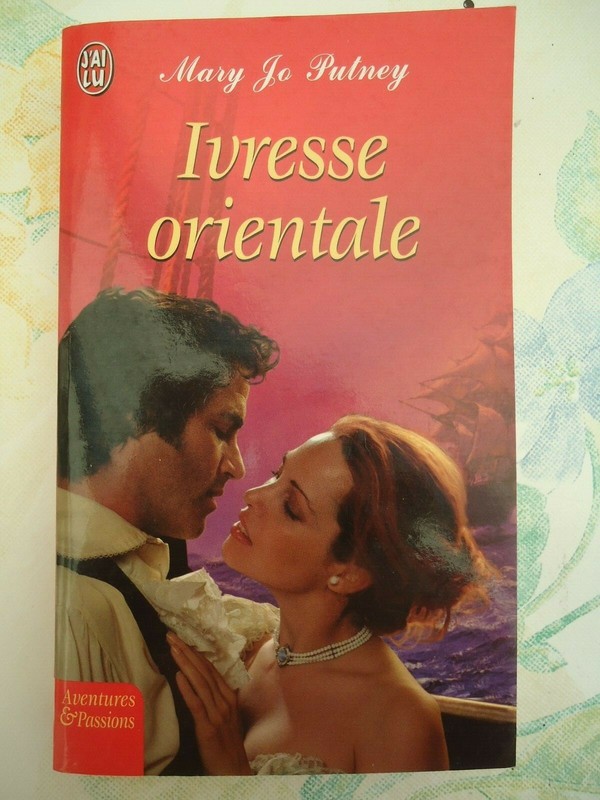 J'AI
LU
Mary Jo Putney
Ivresse
orientale
Aventures
& Passions